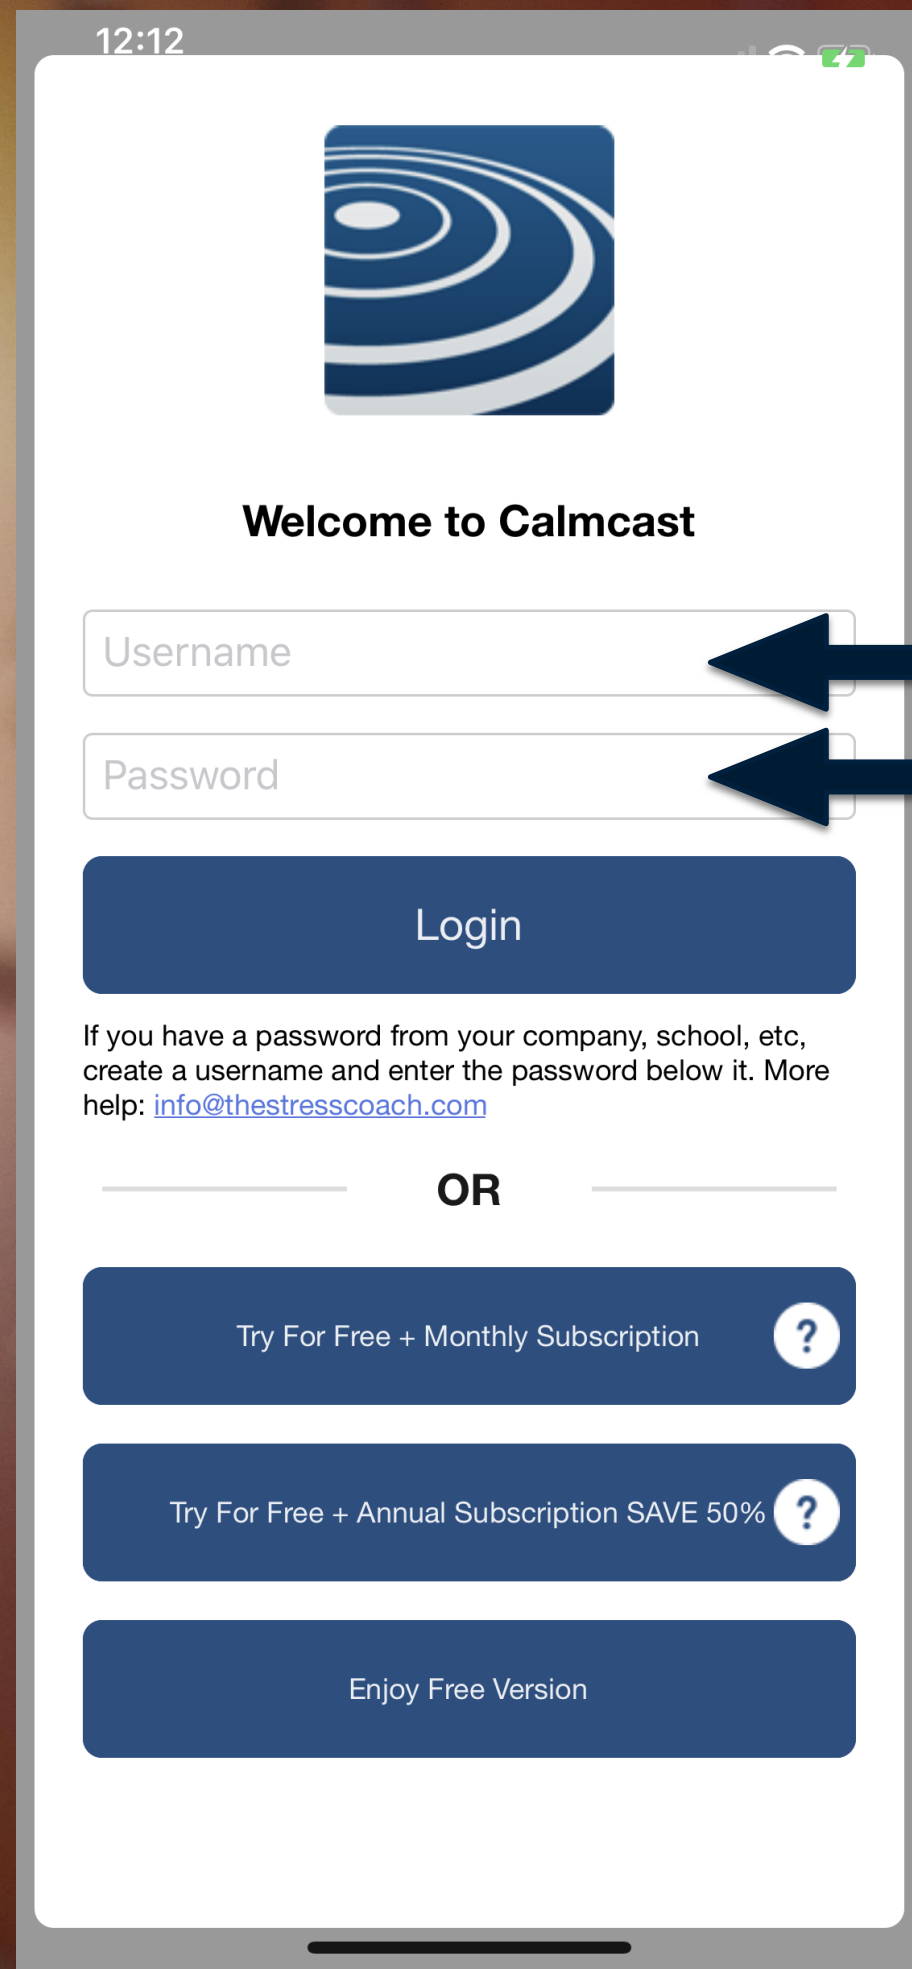 12:12
Welcome to Calmcast
Username
Password
Login
If you have a password from your company, school, etc,
create a username and enter the password below it. More
help: info@thestresscoach.com
OR
Try For Free + Monthly Subscription ?
Try For Free + Annual Subscription SAVE 50% ?
Enjoy Free Version